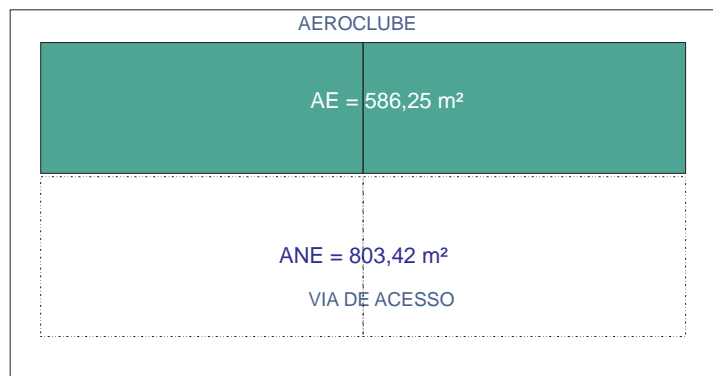 AEROCLUBE
AE = 586,25 m²
ANE = 803,42 m²
VIA DE ACESSO